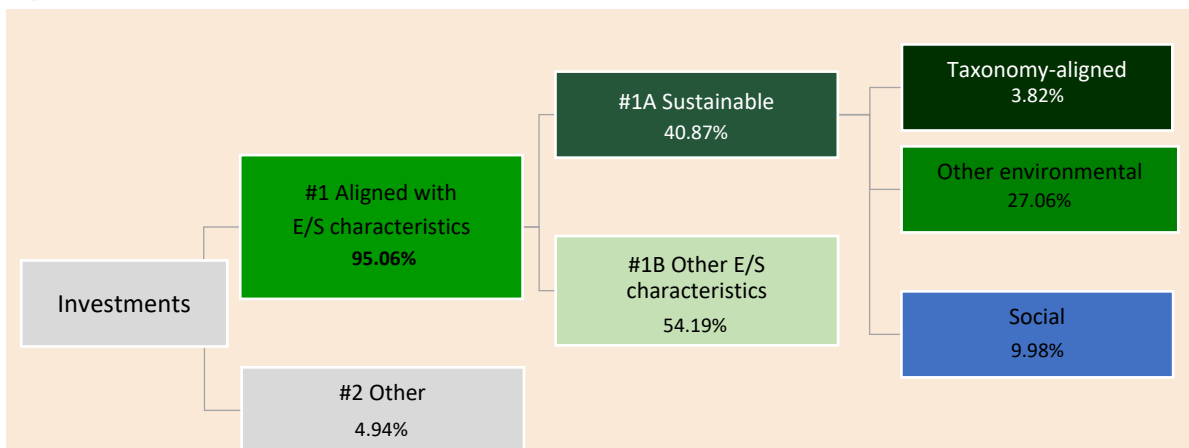 Investments
#1 Aligned with
E/S characteristics
95.06%
#2 Other
4.94%
#1A Sustainable
40.87%
#1B Other E/S
characteristics
54.19%
Taxonomy-aligned
3.82%
Other environmental
27.06%
Social
9.98%